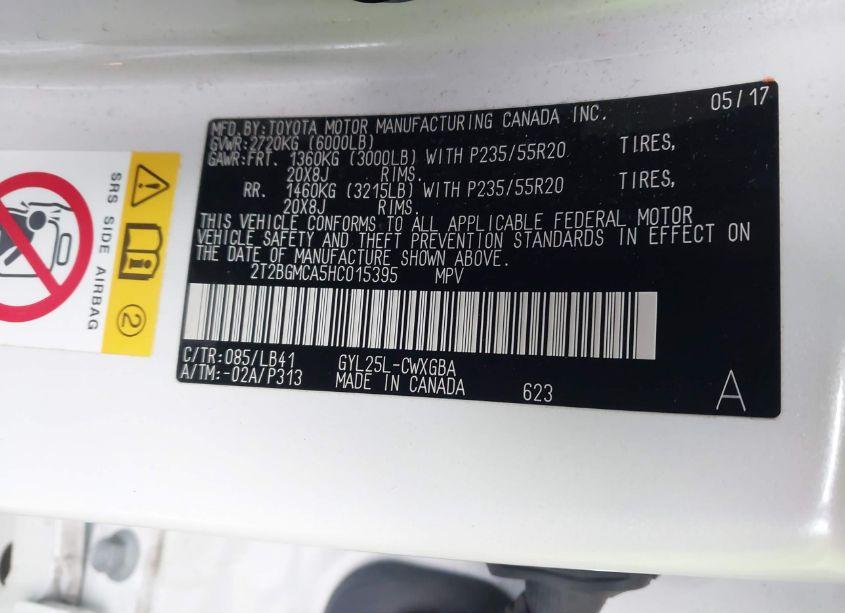 MFD.BY:TOYOTA MOTOR MANUFACTURING CANADA INC. 05/17
GVWR:2720KG (6000LB)
GAWR:FRT. 1360KG (3000LB) WITH P235/55R20 TIRES,
20X8J RIMS.
RR. 1460KG (3215LB) WITH P235/55R20 TIRES,
20X8J RIMS.
THIS VEHICLE CONFORMS TO ALL APPLICABLE FEDERAL MOTOR
VEHICLE SAFETY AND THEFT PREVENTION STANDARDS IN EFFECT ON
THE DATE OF MANUFACTURE SHOWN ABOVE.
2T2BGMCA5HC015395 MPV
C/TR:085/LB41 GYL25L-CWXGBA
A/TM:-02A/P313 MADE IN CANADA 623 A
SRS SIDE AIRBAG
2